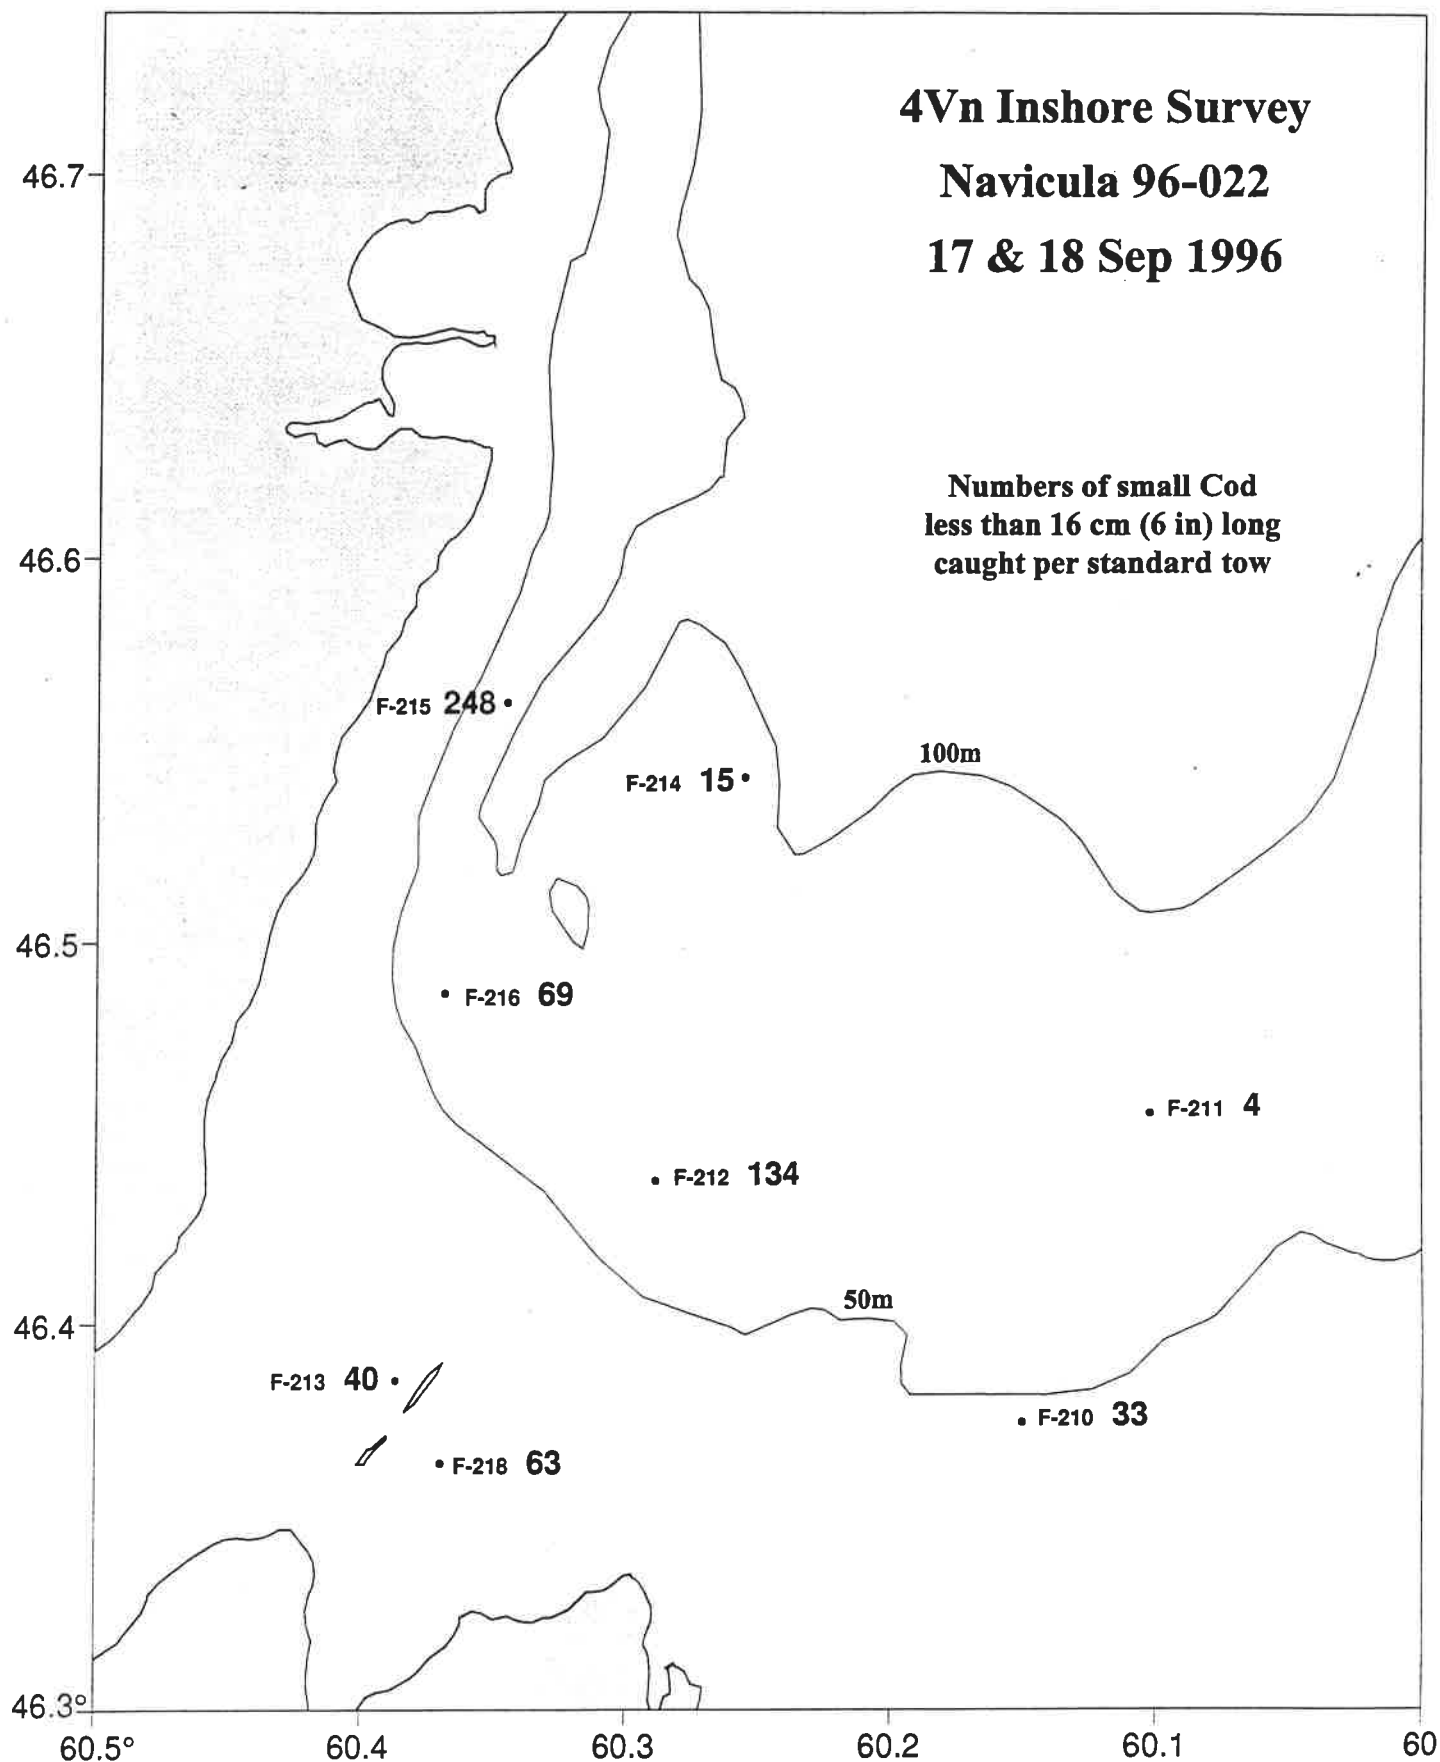 4Vn Inshore Survey
Navicula 96-022
17 & 18 Sep 1996
46.7
Numbers of small Cod
less than 16 cm (6 in) long
caught per standard tow
46.6
F-215 248
100m
F-214 15
46.5
F-216 69
F-211 4
F-212 134
50m
46.4
F-213 40
F-210 33
F-218 63
46.3°
60.5° 60.4 60.3 60.2 60.1 60